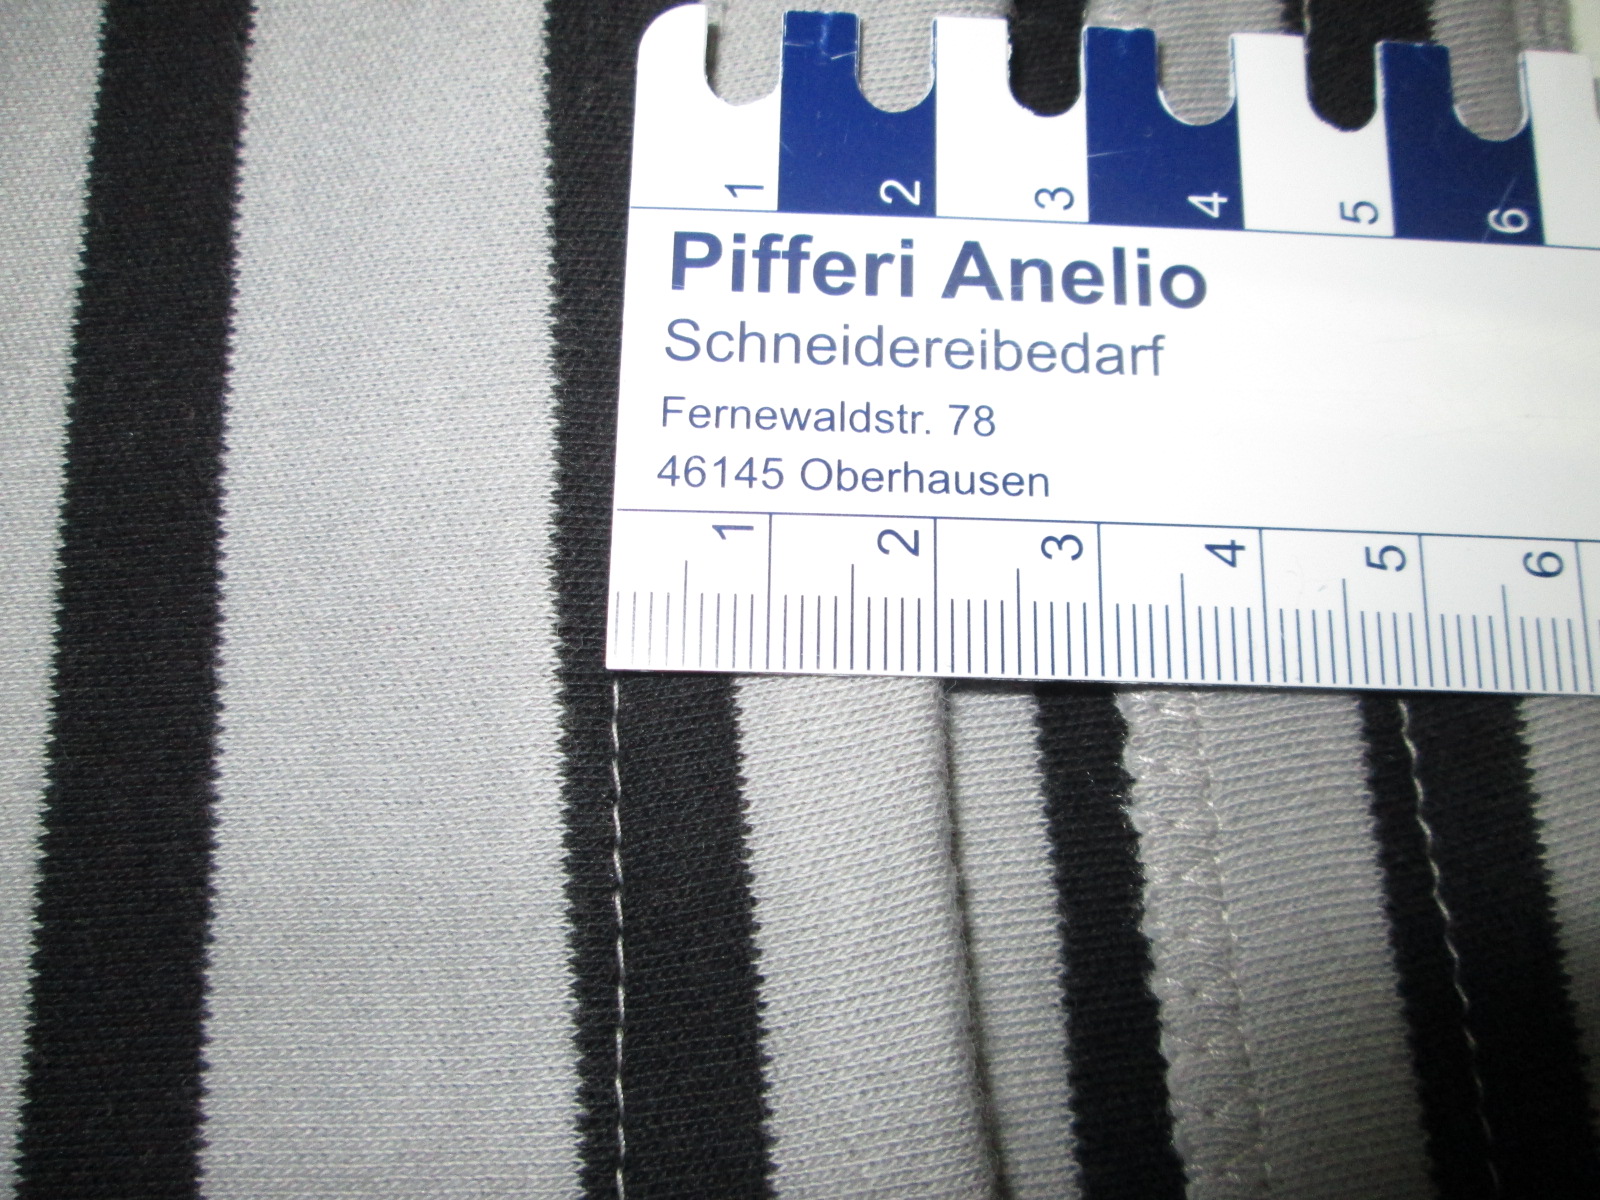 1 2 3 4 5 6
Pifferi Anelio
Schneidereibedarf
Fernewaldstr. 78
46145 Oberhausen
1 2 3 4 5 6